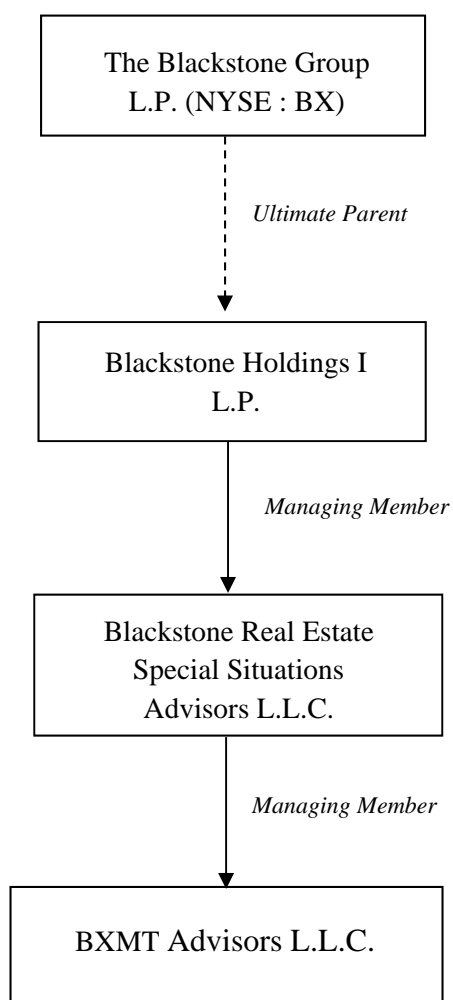 The Blackstone Group
L.P. (NYSE : BX)
Ultimate Parent
Blackstone Holdings I
L.P.
Managing Member
Blackstone Real Estate
Special Situations
Advisors L.L.C.
Managing Member
BXMT Advisors L.L.C.